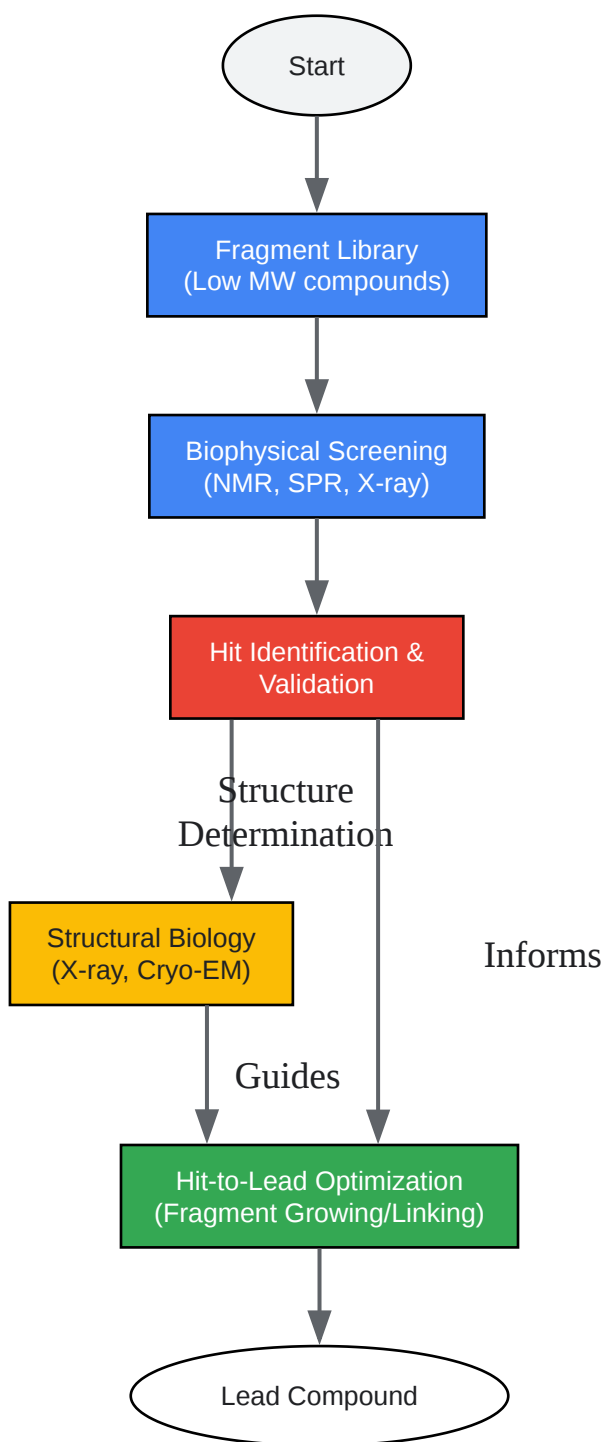 Start
Fragment Library
(Low MW compounds)
Biophysical Screening
(NMR, SPR, X-ray)
Hit Identification &
Validation
Structure
Determination
Structural Biology
(X-ray, Cryo-EM)
Informs
Guides
Hit-to-Lead Optimization
(Fragment Growing/Linking)
Lead Compound